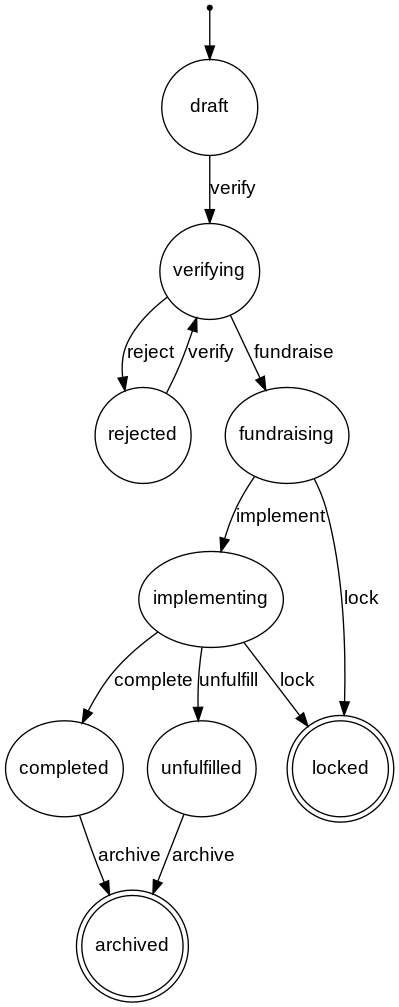 draft
verify
verifying
reject
verify
fundraise
rejected
fundraising
implement
lock
implementing
complete
unfulfill
lock
completed
unfulfilled
locked
archive
archive
archived